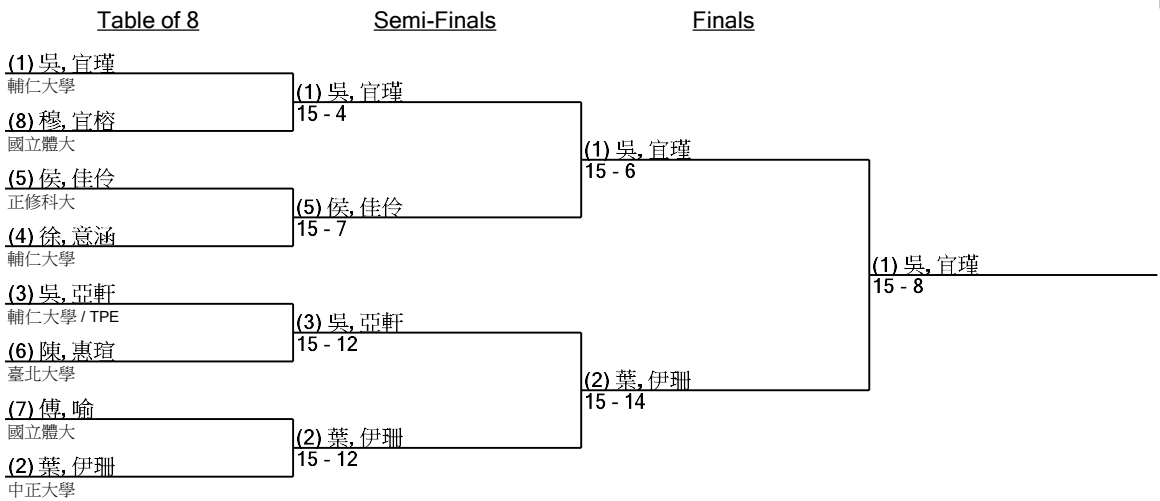 Table of 8
Semi-Finals
Finals
(1) 吳, 宜瑾
輔仁大學
(8) 穆, 宜榕
國立體大
(5) 侯, 佳伶
正修科大
(4) 徐, 意涵
輔仁大學
(3) 吳, 亞軒
輔仁大學 / TPE
(6) 陳, 惠瑄
臺北大學
(7) 傅, 喻
國立體大
(2) 葉, 伊珊
中正大學
(1) 吳, 宜瑾
15 - 4
(5) 侯, 佳伶
15 - 7
(3) 吳, 亞軒
15 - 12
(2) 葉, 伊珊
15 - 12
(1) 吳, 宜瑾
15 - 6
(2) 葉, 伊珊
15 - 14
(1) 吳, 宜瑾
15 - 8